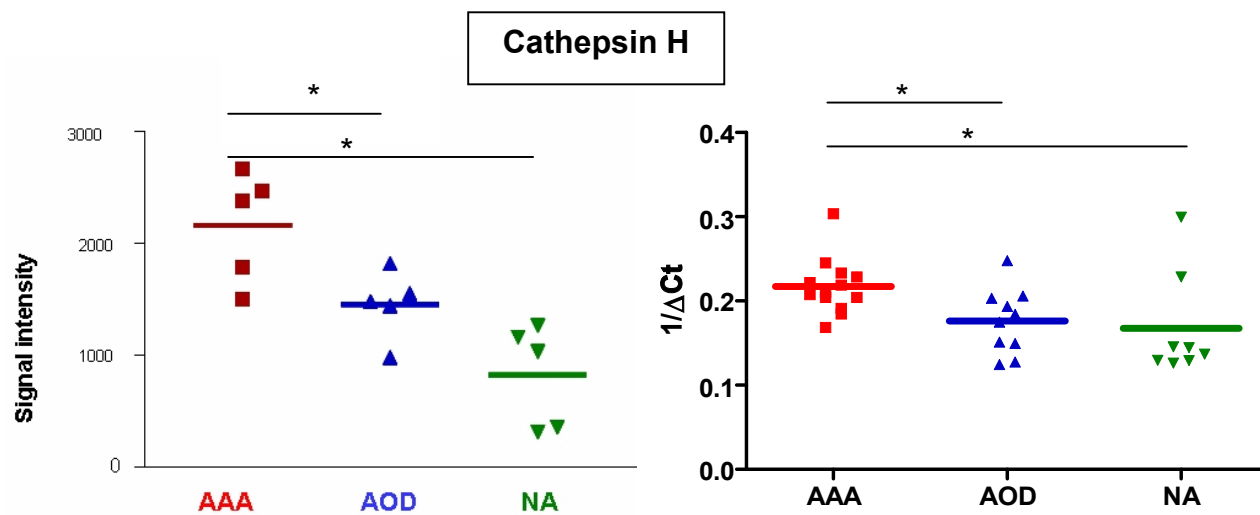 Cathepsin H
*
*
3000
2000
1000
0
Signal intensity
AAA AOD NA
*
*
0.4
0.3
0.2
0.1
0.0
1/ΔCt
AAA AOD NA